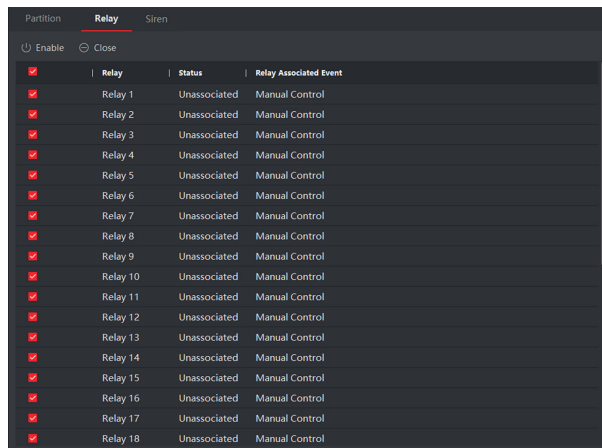 Partition Relay Siren
Enable Close
Relay Status Relay Associated Event
Relay 1 Unassociated Manual Control
Relay 2 Unassociated Manual Control
Relay 3 Unassociated Manual Control
Relay 4 Unassociated Manual Control
Relay 5 Unassociated Manual Control
Relay 6 Unassociated Manual Control
Relay 7 Unassociated Manual Control
Relay 8 Unassociated Manual Control
Relay 9 Unassociated Manual Control
Relay 10 Unassociated Manual Control
Relay 11 Unassociated Manual Control
Relay 12 Unassociated Manual Control
Relay 13 Unassociated Manual Control
Relay 14 Unassociated Manual Control
Relay 15 Unassociated Manual Control
Relay 16 Unassociated Manual Control
Relay 17 Unassociated Manual Control
Relay 18 Unassociated Manual Control